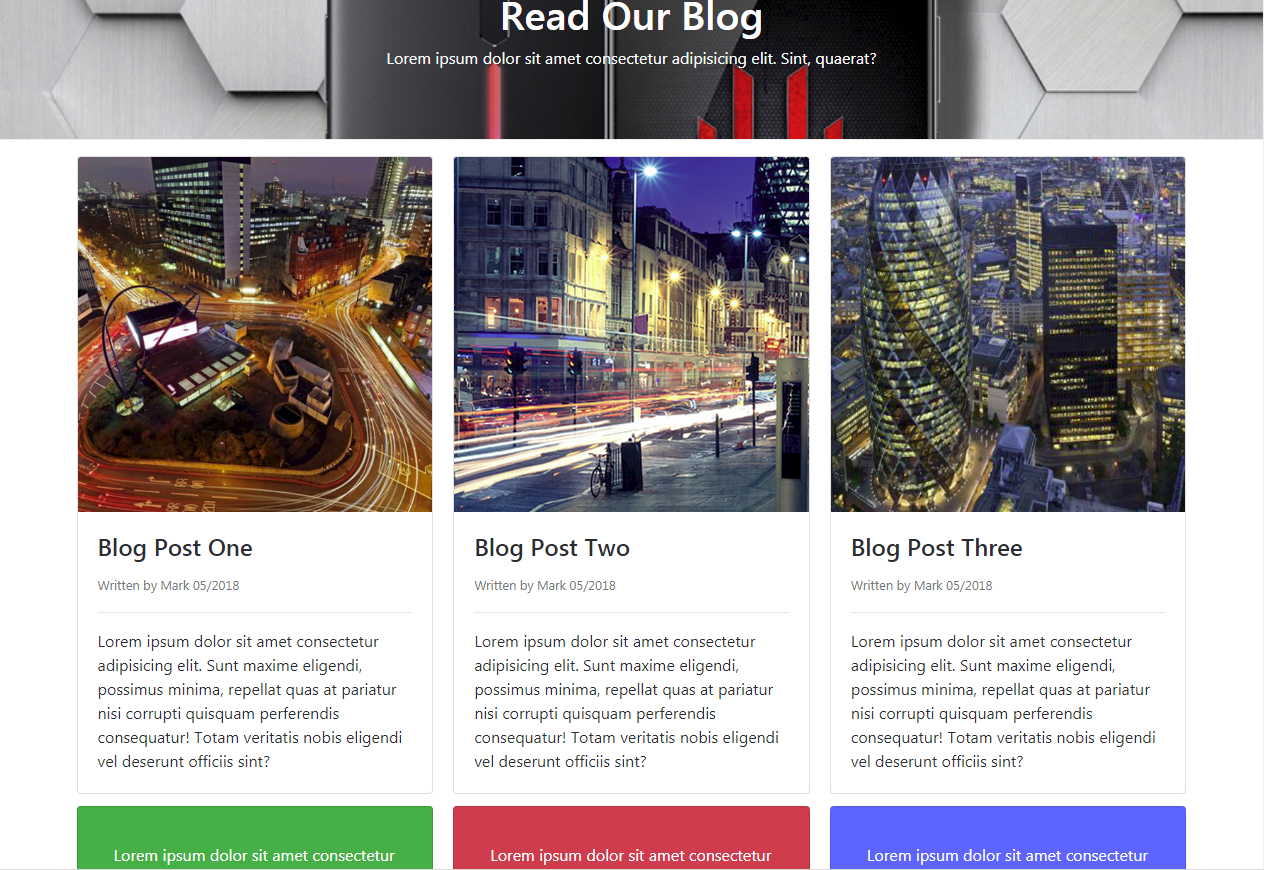 Read Our Blog
Lorem ipsum dolor sit amet consectetur adipisicing elit. Sint, quaerat?
Blog Post One
Written by Mark 05/2018
Lorem ipsum dolor sit amet consectetur
adipisicing elit. Sunt maxime eligendi,
possimus minima, repellat quas at pariatur
nisi corrupti quisquam perferendis
consequatur! Totam veritatis nobis eligendi
vel deserunt officiis sint?
Blog Post Two
Written by Mark 05/2018
Lorem ipsum dolor sit amet consectetur
adipisicing elit. Sunt maxime eligendi,
possimus minima, repellat quas at pariatur
nisi corrupti quisquam perferendis
consequatur! Totam veritatis nobis eligendi
vel deserunt officiis sint?
Blog Post Three
Written by Mark 05/2018
Lorem ipsum dolor sit amet consectetur
adipisicing elit. Sunt maxime eligendi,
possimus minima, repellat quas at pariatur
nisi corrupti quisquam perferendis
consequatur! Totam veritatis nobis eligendi
vel deserunt officiis sint?
Lorem ipsum dolor sit amet consectetur
Lorem ipsum dolor sit amet consectetur
Lorem ipsum dolor sit amet consectetur